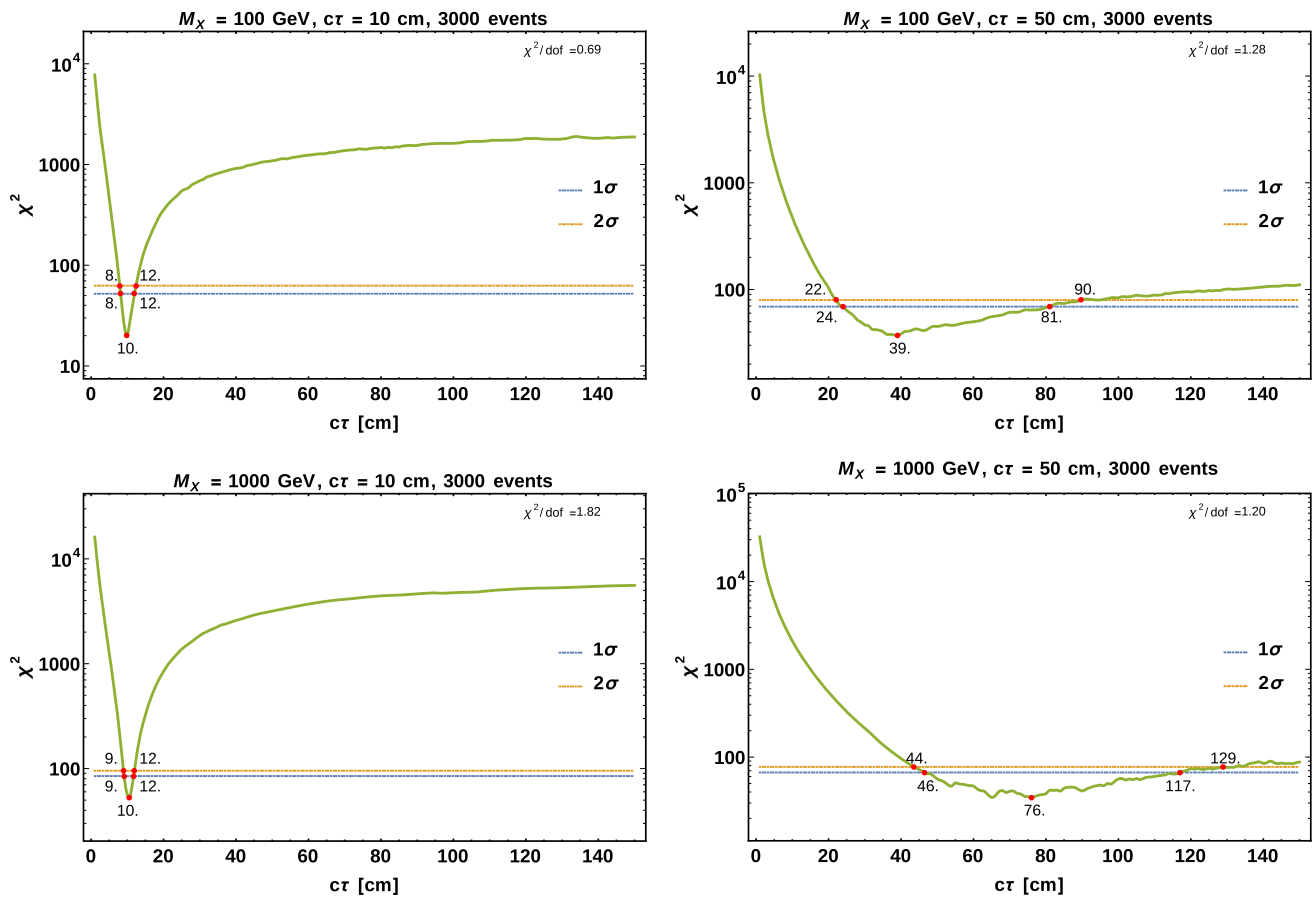 M_X = 100 GeV, cτ = 10 cm, 3000 events
χ²/dof =0.69
10⁴
1000
100
10
χ²
1σ
2σ
8.
12.
8.
12.
10.
0 20 40 60 80 100 120 140
cτ [cm]
M_X = 100 GeV, cτ = 50 cm, 3000 events
χ²/dof =1.28
10⁴
1000
100
χ²
1σ
2σ
22.
90.
24.
81.
39.
0 20 40 60 80 100 120 140
cτ [cm]
M_X = 1000 GeV, cτ = 10 cm, 3000 events
χ²/dof =1.82
10⁴
1000
100
χ²
1σ
2σ
9.
12.
9.
12.
10.
0 20 40 60 80 100 120 140
cτ [cm]
M_X = 1000 GeV, cτ = 50 cm, 3000 events
χ²/dof =1.20
10⁵
10⁴
1000
100
χ²
1σ
2σ
44.
129.
46.
117.
76.
0 20 40 60 80 100 120 140
cτ [cm]